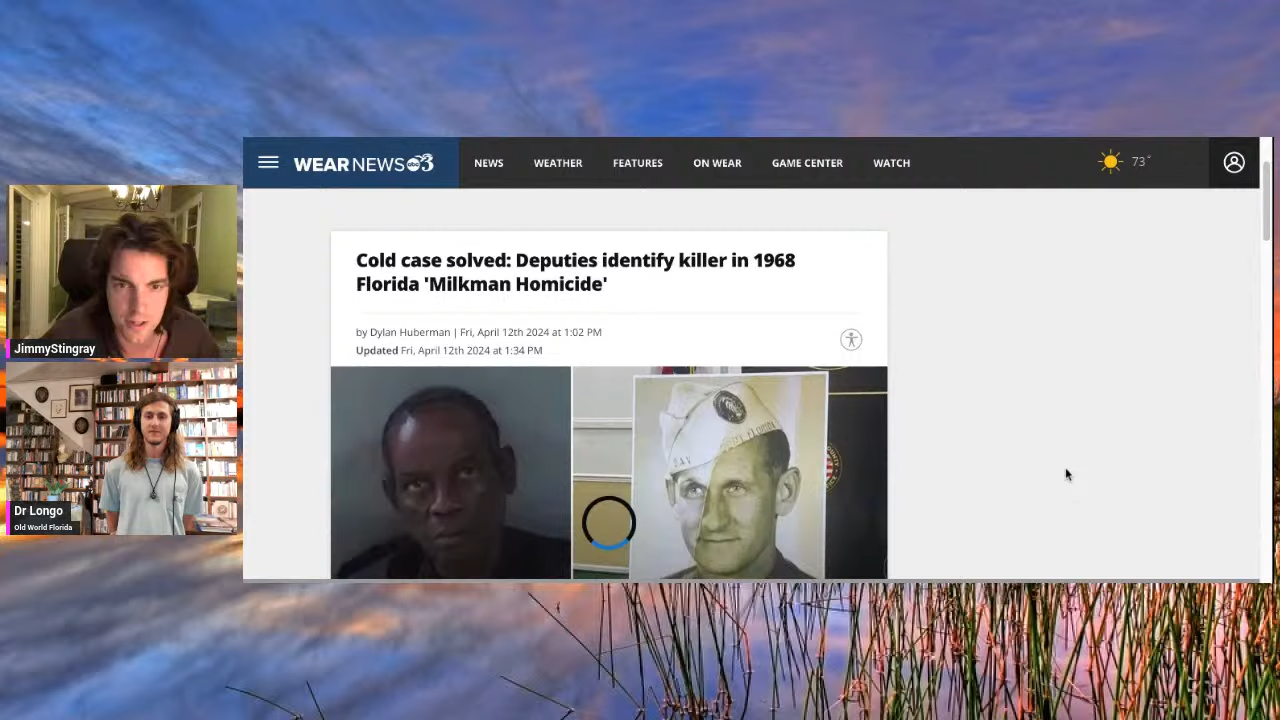 WEAR NEWS abc 3
NEWS
WEATHER
FEATURES
ON WEAR
GAME CENTER
WATCH
73°
Cold case solved: Deputies identify killer in 1968
Florida 'Milkman Homicide'
by Dylan Huberman | Fri, April 12th 2024 at 1:02 PM
Updated Fri, April 12th 2024 at 1:34 PM
JimmyStingray
Dr Longo
Old World Florida